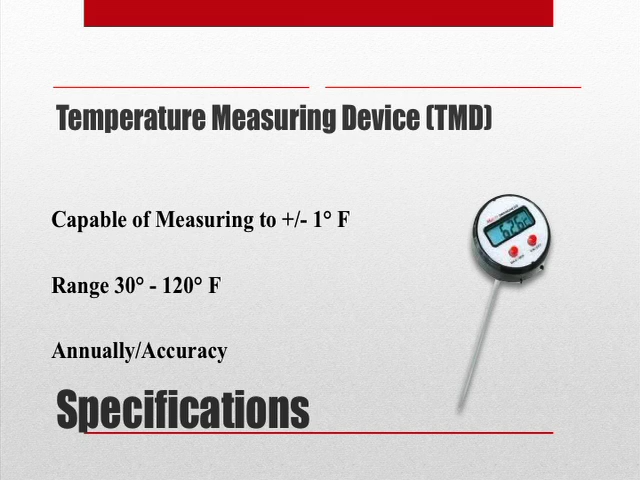 Temperature Measuring Device (TMD)
Capable of Measuring to +/- 1° F
Range 30° - 120° F
Annually/Accuracy
Specifications